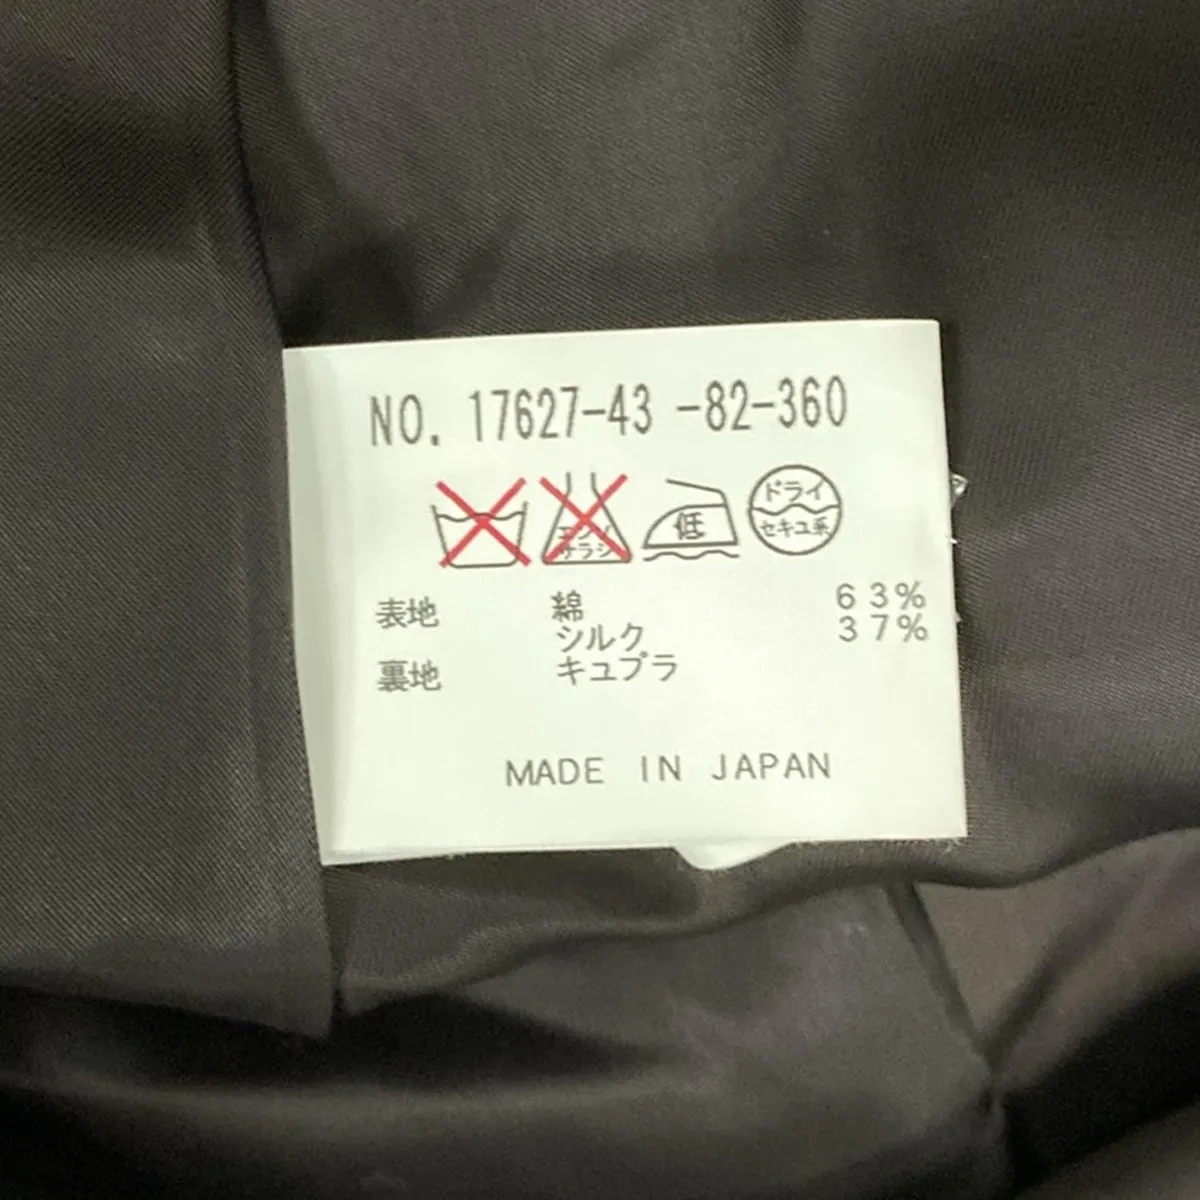 NO. 17627-43 -82-360
エンソ サラシ 低 ドライ セキユ系
表地 綿 63%
シルク 37%
裏地 キュプラ
MADE IN JAPAN